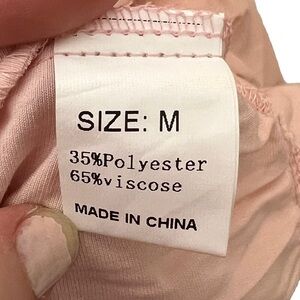 SIZE: M
35%Polyester
65%viscose
MADE IN CHINA